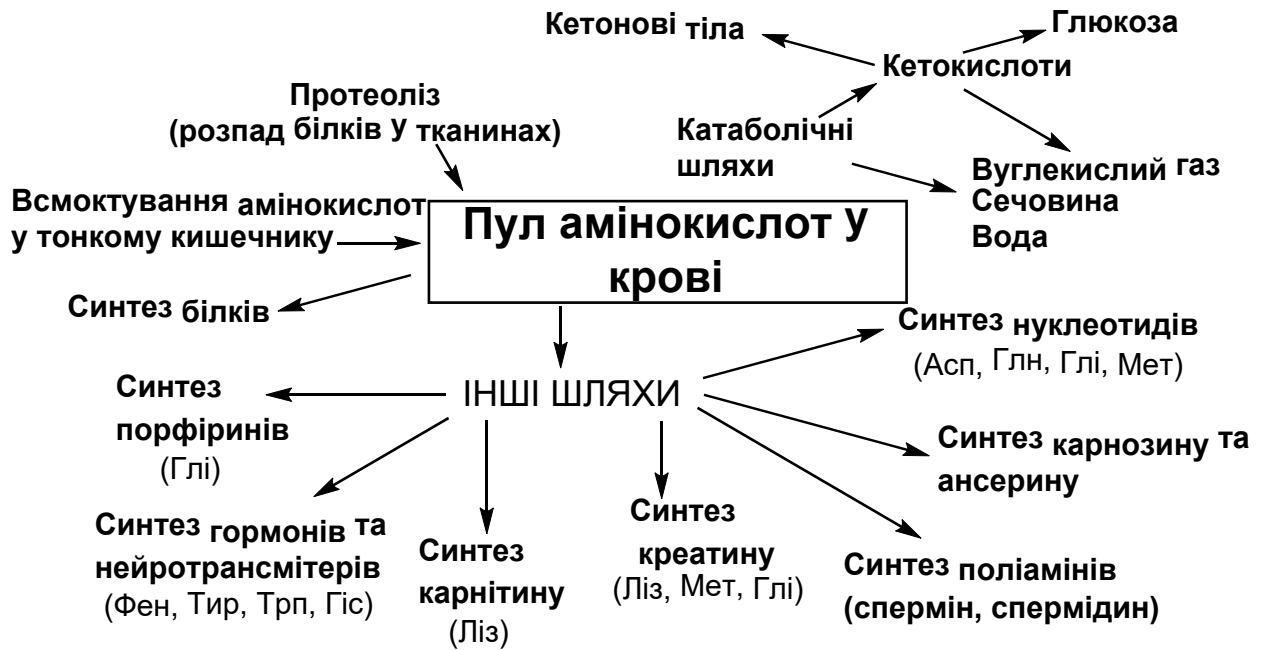 Кетонові тіла
Глюкоза
Кетокислоти
Протеоліз
(розпад білків у тканинах)
Катаболічні
шляхи
Вуглекислий газ
Сечовина
Вода
Всмоктування амінокислот
у тонкому кишечнику
Пул амінокислот у
крові
Синтез білків
Синтез нуклеотидів
(Асп, Глн, Глі, Мет)
ІНШІ ШЛЯХИ
Синтез
порфіринів
(Глі)
Синтез карнозину та
ансерину
Синтез гормонів та
нейротрансмітерів
(Фен, Тир, Трп, Гіс)
Синтез
карнітину
(Ліз)
Синтез
креатину
(Ліз, Мет, Глі)
Синтез поліамінів
(спермін, спермідин)